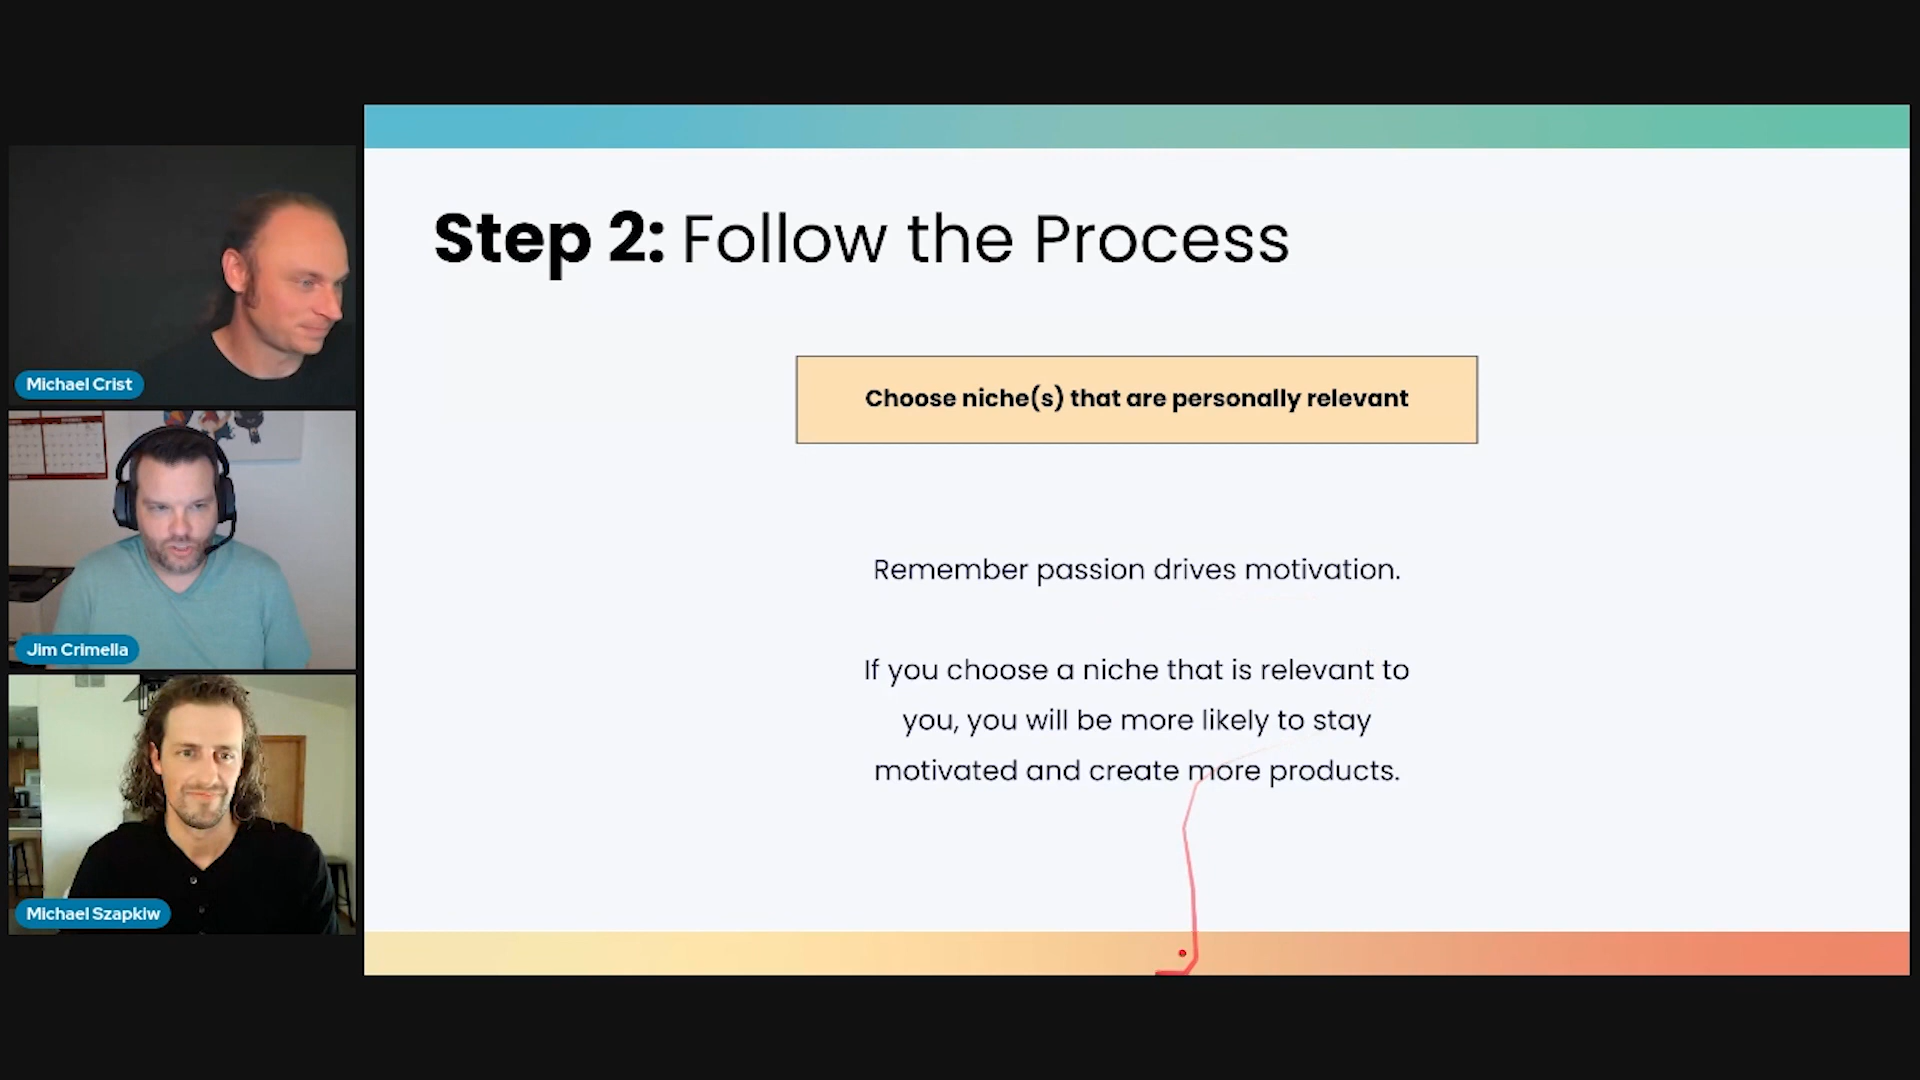 Step 2: Follow the Process
Choose niche(s) that are personally relevant
Remember passion drives motivation.
If you choose a niche that is relevant to
you, you will be more likely to stay
motivated and create more products.
Michael Crist
Jim Crimella
Michael Szapkiw